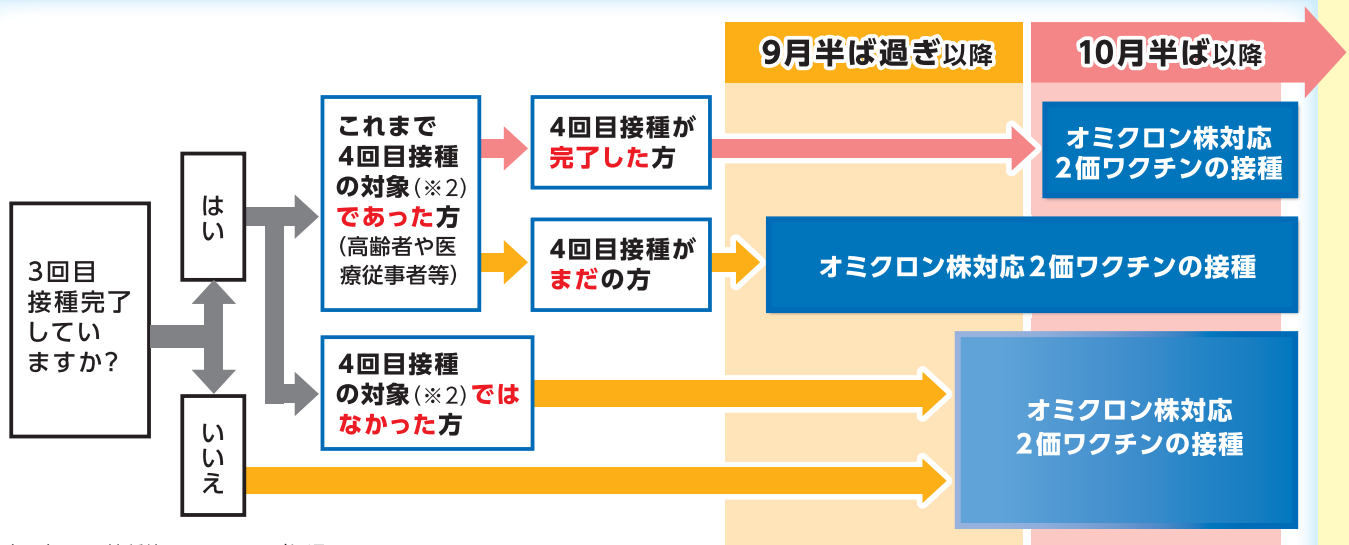 9月半ば過ぎ以降
10月半ば以降
3回目
接種完了
してい
ますか?
はい
いいえ
これまで
4回目接種
の対象(※2)
であった方
(高齢者や医
療従事者等)
4回目接種が
完了した方
オミクロン株対応
2価ワクチンの接種
4回目接種が
まだの方
オミクロン株対応2価ワクチンの接種
4回目接種
の対象(※2)では
なかった方
オミクロン株対応
2価ワクチンの接種